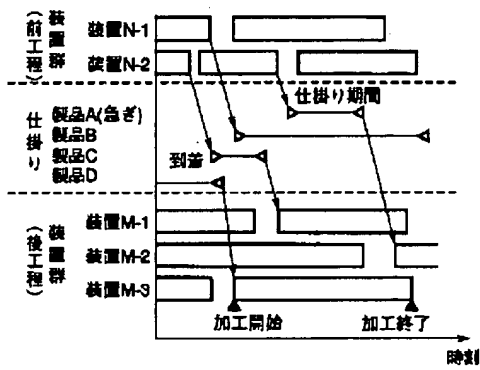 (前工程)
装置群
装置N-1
装置N-2
仕掛り
製品A(急ぎ)
製品B
製品C
製品D
仕掛り期間
到着
(後工程)
装置群
装置M-1
装置M-2
装置M-3
加工開始
加工終了
時刻